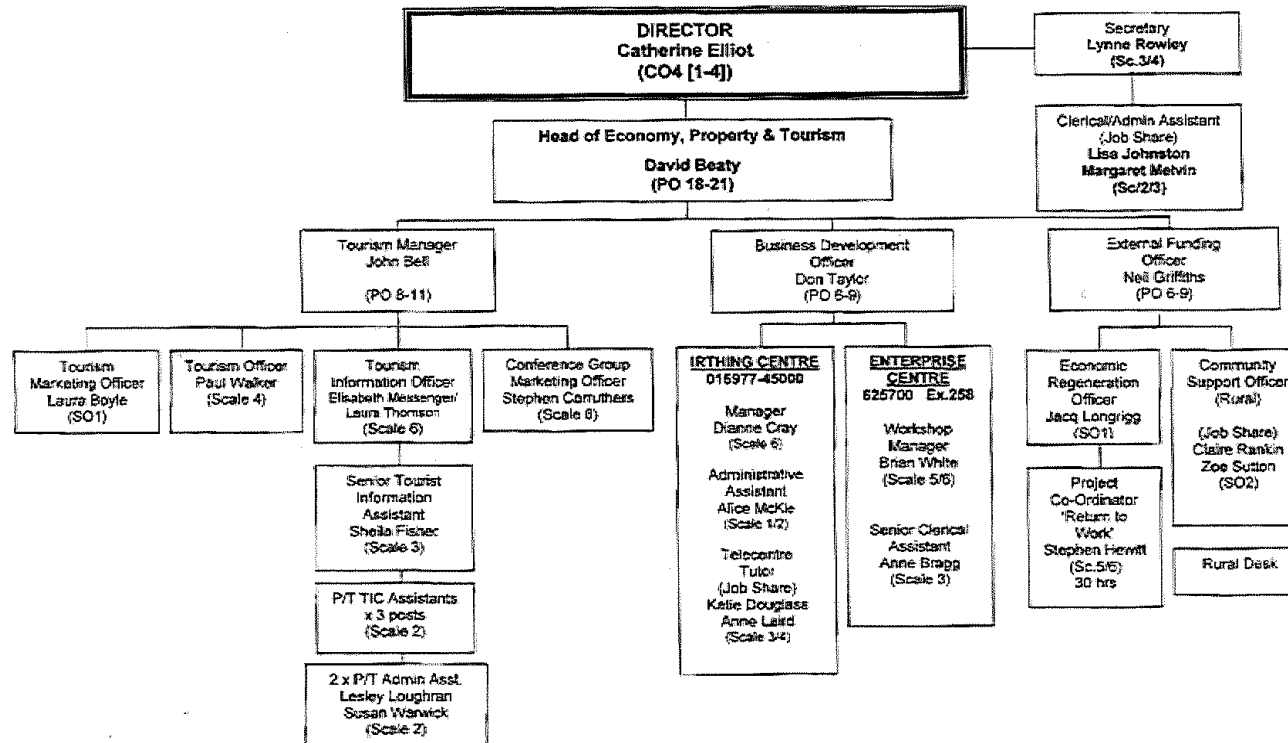 DIRECTOR
Catherine Elliot
(CO4 [1-4])
Secretary
Lynne Rowley
(Sc.3/4)
Clerical/Admin Assistant
(Job Share)
Lisa Johnston
Margaret Melvin
(Sc/2/3)
Head of Economy, Property & Tourism
David Beaty
(PO 18-21)
Tourism Manager
John Bell
(PO 8-11)
Business Development
Officer
Don Taylor
(PO 6-9)
External Funding
Officer
Neil Griffiths
(PO 6-9)
Tourism
Marketing Officer
Laura Boyle
(SO1)
Tourism Officer
Paul Walker
(Scale 4)
Tourism
Information Officer
Elisabeth Messenger/
Laura Thomson
(Scale 6)
Conference Group
Marketing Officer
Stephen Carruthers
(Scale 6)
Senior Tourist
Information
Assistant
Sheila Fisher
(Scale 3)
P/T TIC Assistants
x 3 posts
(Scale 2)
2 x P/T Admin Asst.
Lesley Loughran
Susan Warwick
(Scale 2)
IRTHING CENTRE
016977-45000
Manager
Dianne Cray
(Scale 6)
Administrative
Assistant
Alice McKie
(Scale 1/2)
Telecentre
Tutor
(Job Share)
Katie Douglass
Anne Laird
(Scale 3/4)
ENTERPRISE
CENTRE
625700 Ex.258
Workshop
Manager
Brian White
(Scale 5/6)
Senior Clerical
Assistant
Anne Bragg
(Scale 3)
Economic
Regeneration
Officer
Jacq Longrigg
(SO1)
Project
Co-Ordinator
'Return to
Work'
Stephen Hewitt
(Sc.5/6)
30 hrs
Community
Support Officer
(Rural)
(Job Share)
Claire Rankin
Zoe Sutton
(SO2)
Rural Desk